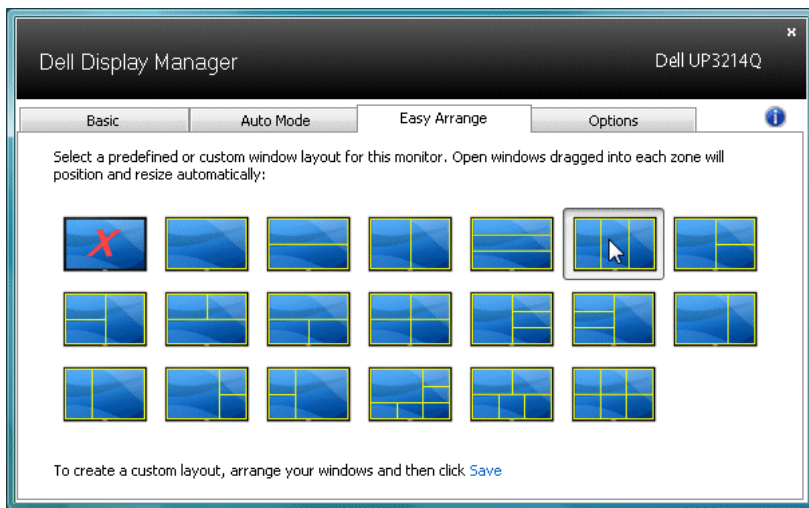 Dell Display Manager
Dell UP3214Q
Basic
Auto Mode
Easy Arrange
Options
Select a predefined or custom window layout for this monitor. Open windows dragged into each zone will
position and resize automatically:
To create a custom layout, arrange your windows and then click Save